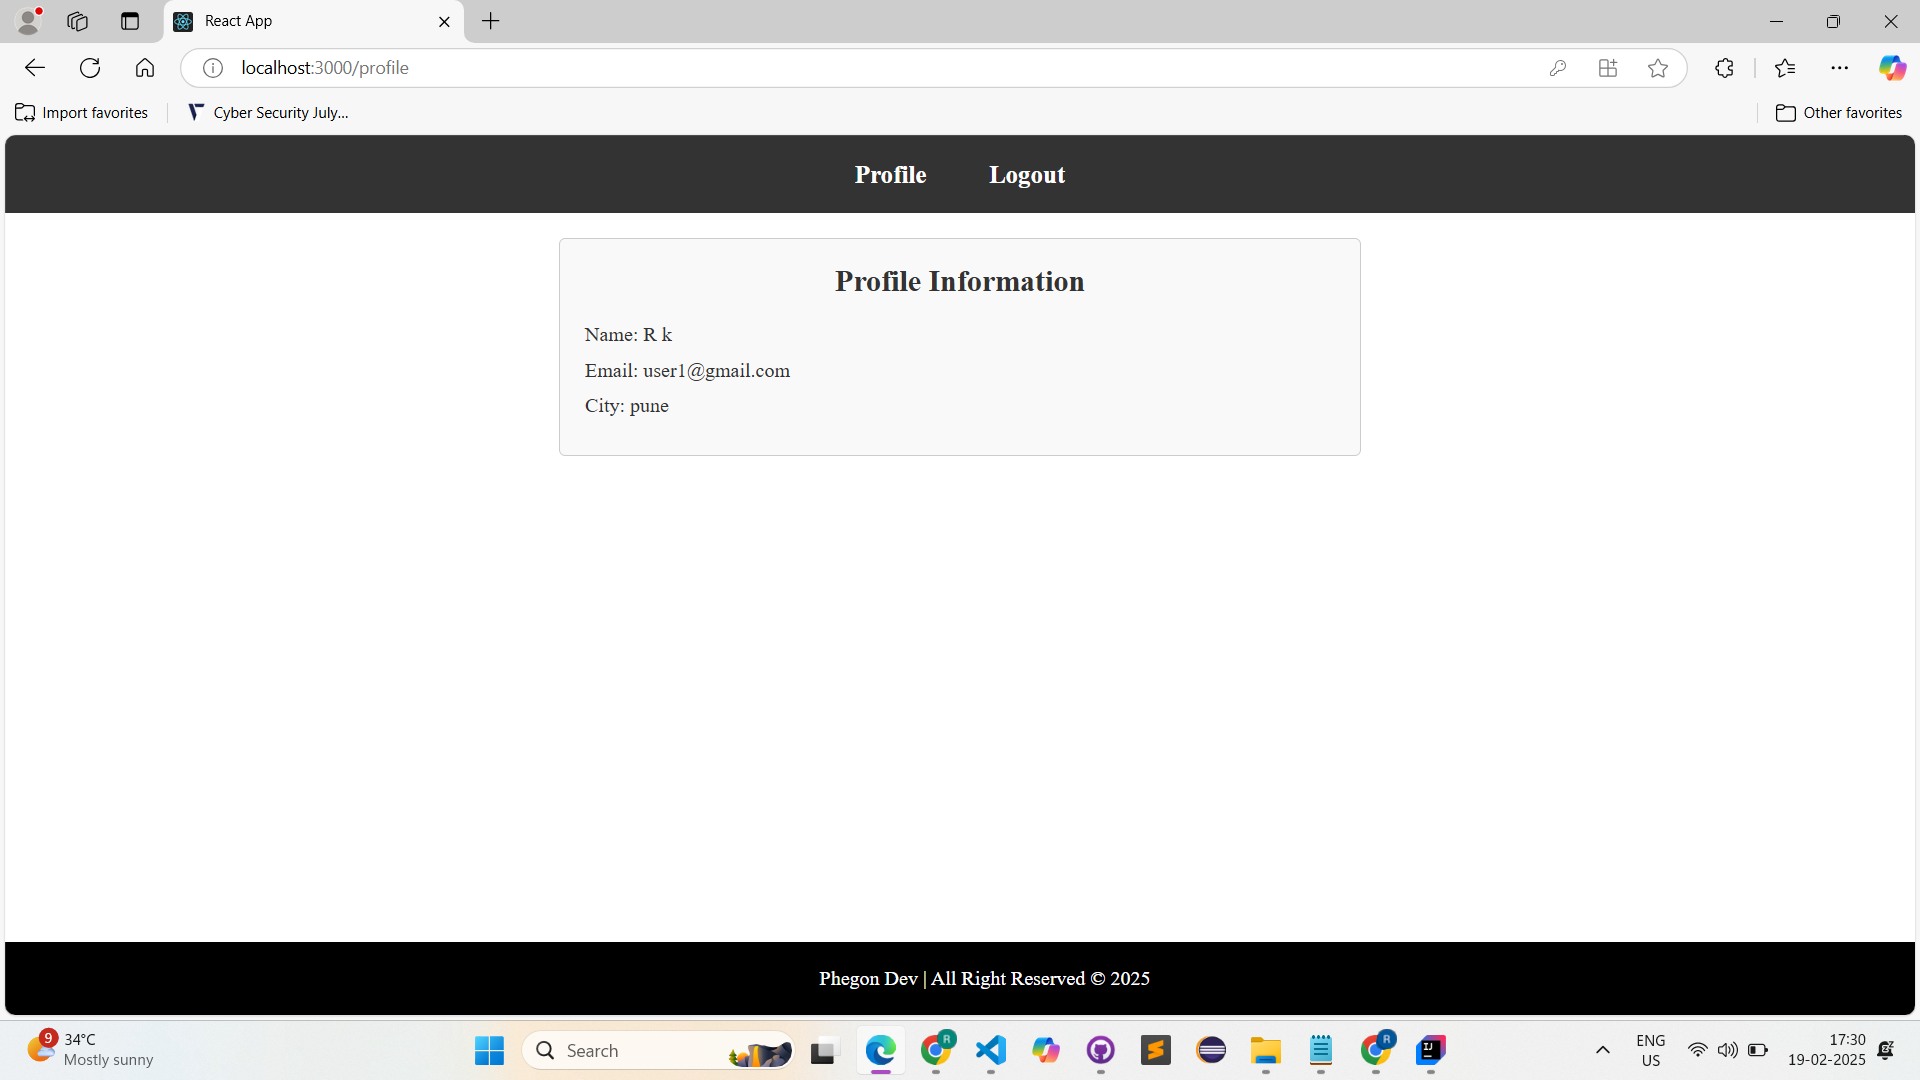 React App
localhost:3000/profile
Import favorites
Cyber Security July...
Other favorites
Profile
Logout
Profile Information
Name: R k
Email: user1@gmail.com
City: pune
Phegon Dev | All Right Reserved © 2025
9
34°C
Mostly sunny
Search
R
R
IJ
ENG
US
17:30
19-02-2025